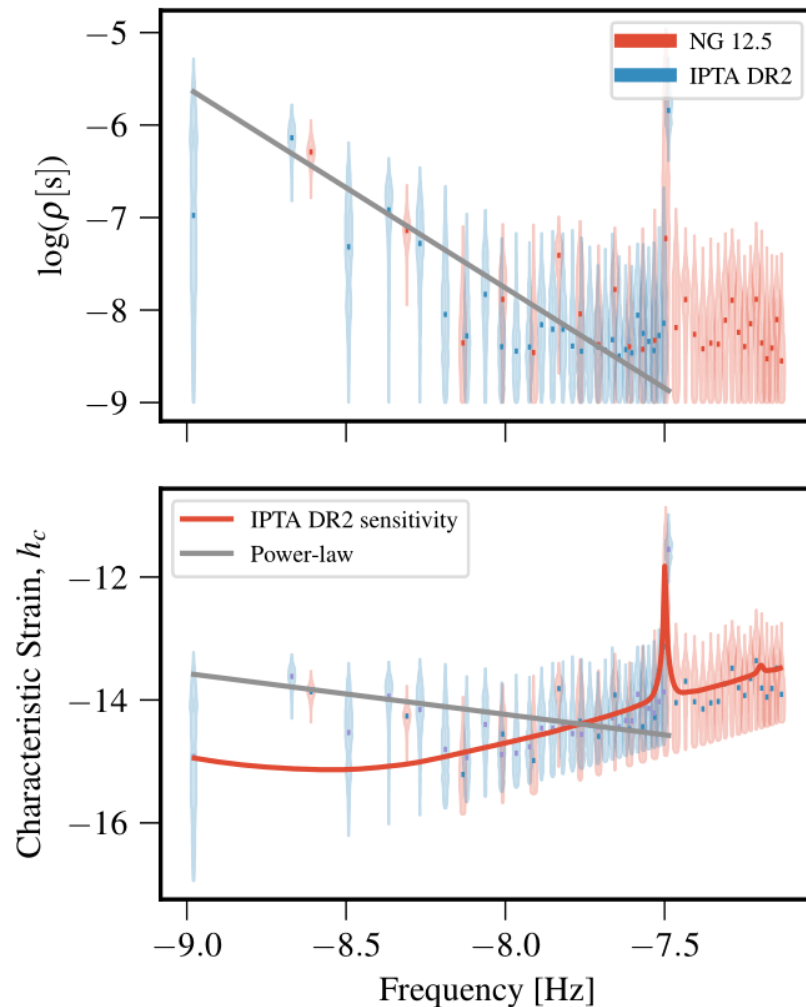 −5
−6
−7
−8
−9
log(ρ [s])
NG 12.5
IPTA DR2
−12
−14
−16
Characteristic Strain, h_c
IPTA DR2 sensitivity
Power-law
−9.0 −8.5 −8.0 −7.5
Frequency [Hz]